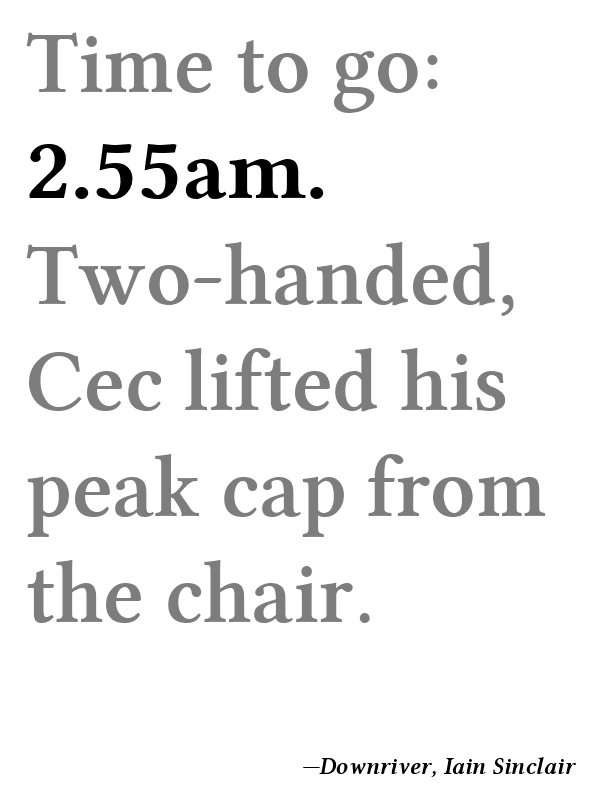 Time to go:
2.55am.
Two-handed,
Cec lifted his
peak cap from
the chair.
—Downriver, Iain Sinclair